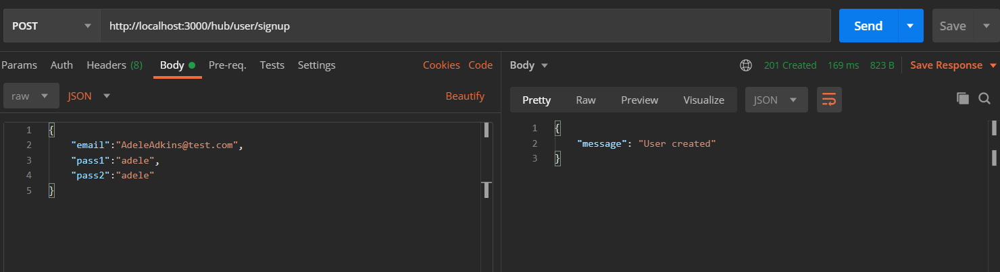 POST http://localhost:3000/hub/user/signup Send Save
Params Auth Headers (8) Body Pre-req. Tests Settings Cookies Code
raw JSON Beautify
1 {
2 "email":"AdeleAdkins@test.com",
3 "pass1":"adele",
4 "pass2":"adele"
5 }
Body 201 Created 169 ms 823 B Save Response
Pretty Raw Preview Visualize JSON
1 {
2 "message": "User created"
3 }